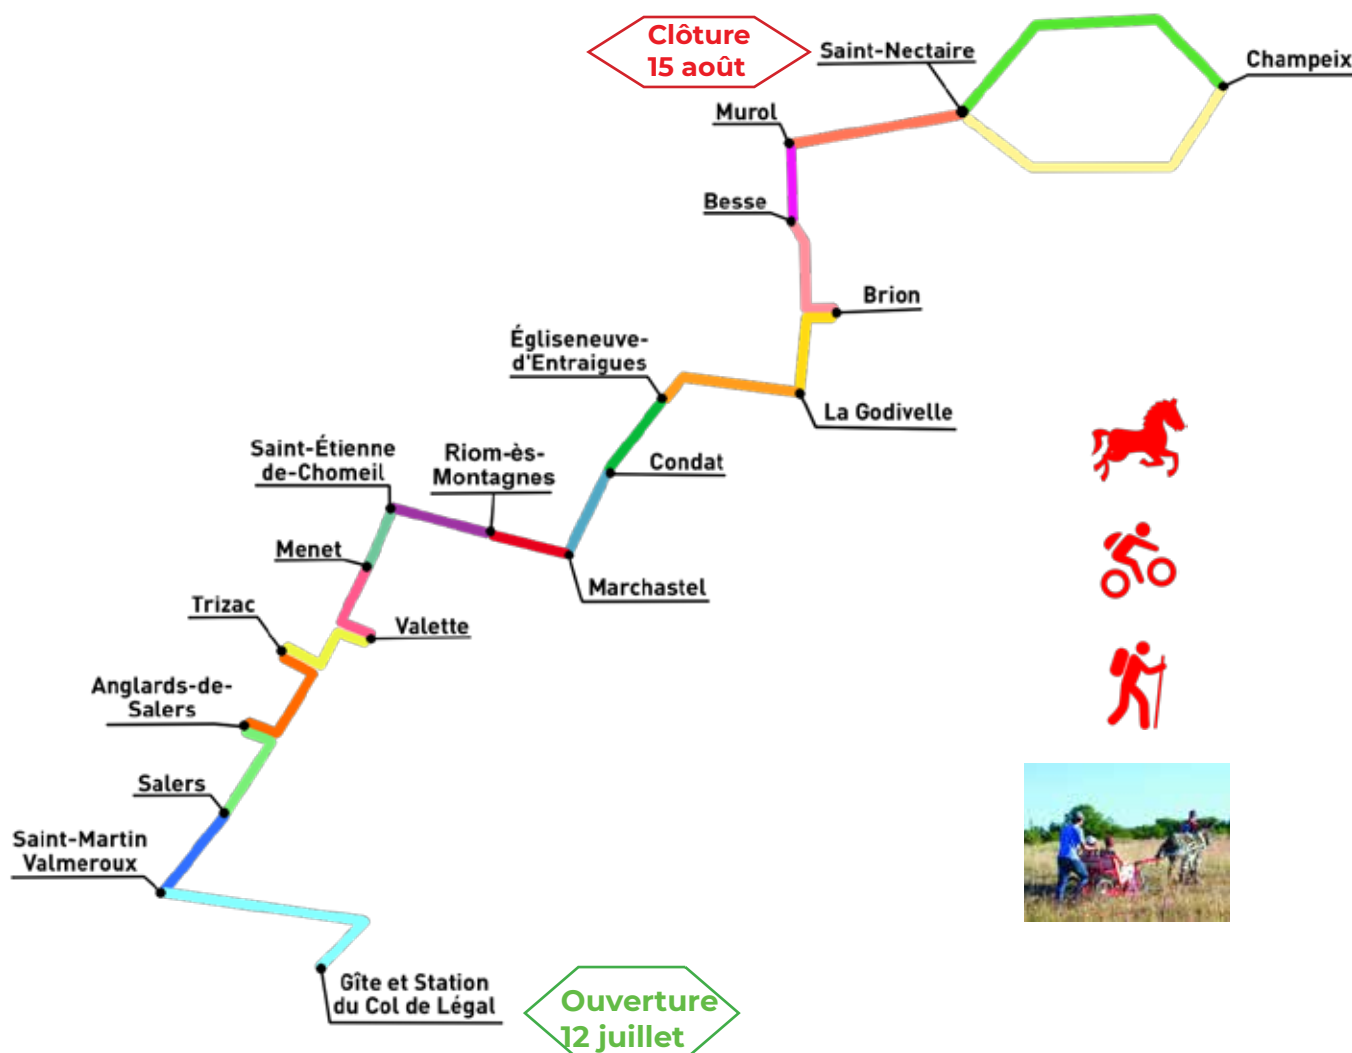 Clôture
15 août
Saint-Nectaire
Champeix
Murol
Besse
Brion
Égliseneuve-
d'Entraigues
La Godivelle
Saint-Étienne
de-Chomeil
Riom-ès-
Montagnes
Condat
Menet
Marchastel
Trizac
Valette
Anglards-de-
Salers
Salers
Saint-Martin
Valmeroux
Gîte et Station
du Col de Légal
Ouverture
12 juillet